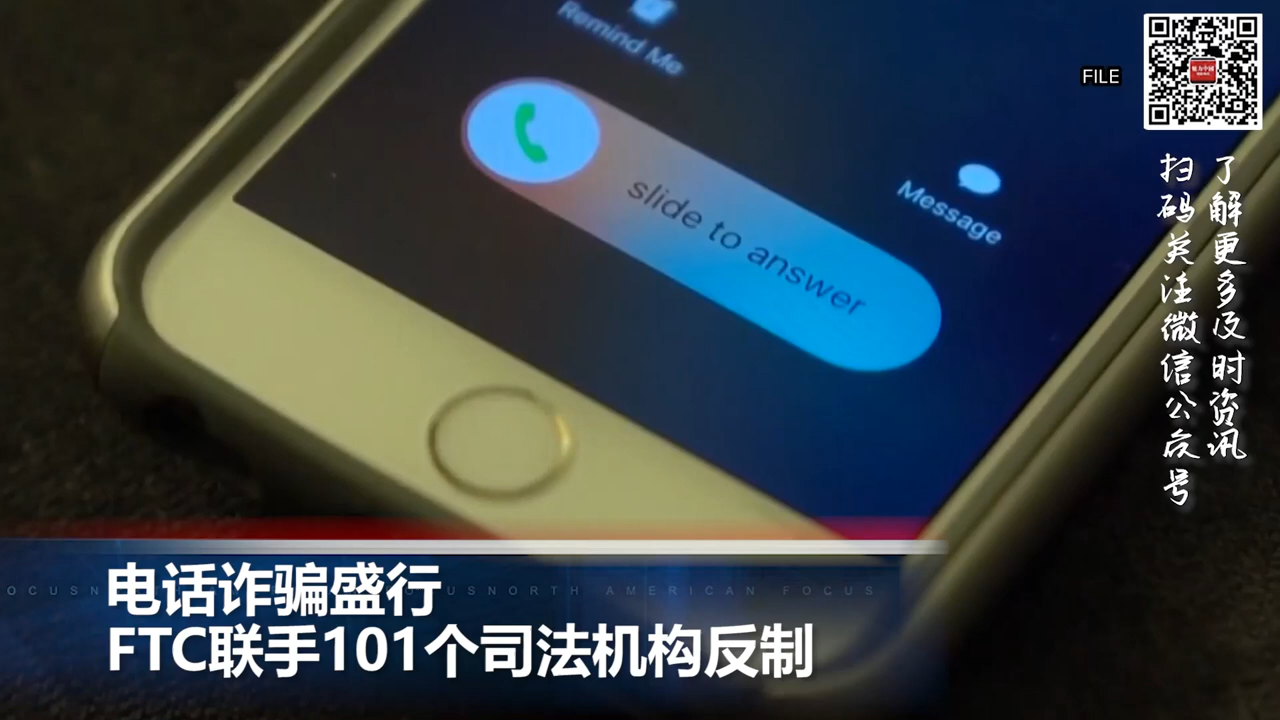 Remind Me
FILE
slide to answer
Message
了解更多及时资讯
扫码关注微信公众号
电话诈骗盛行
OCUSN
USNORTH AMERICAN FOCUS
FTC联手101个司法机构反制